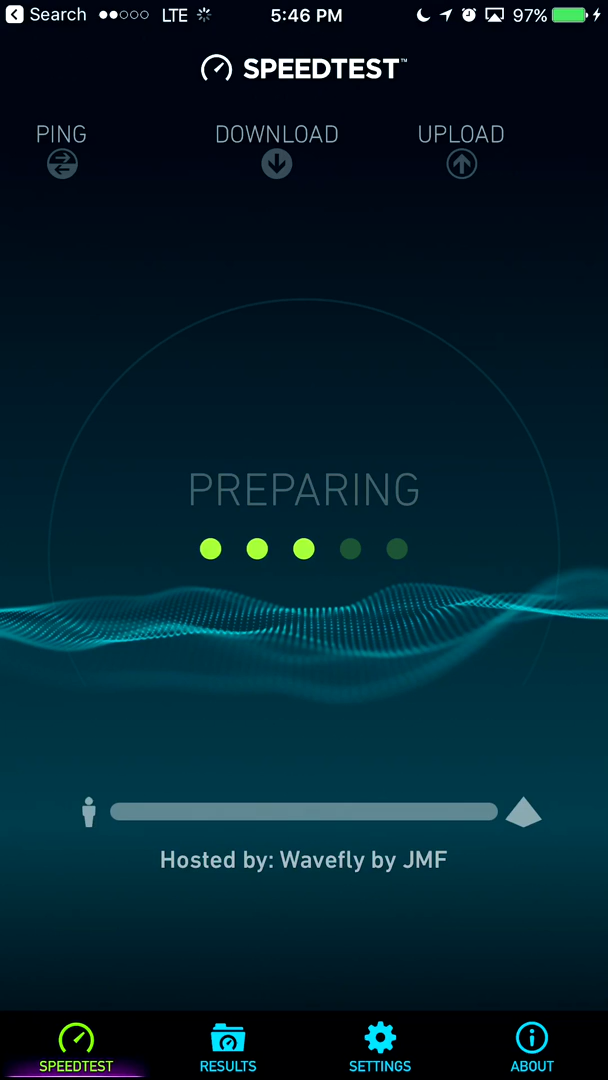 Search LTE 5:46 PM 97%
SPEEDTEST™
PING DOWNLOAD UPLOAD
PREPARING
Hosted by: Wavefly by JMF
SPEEDTEST RESULTS SETTINGS ABOUT